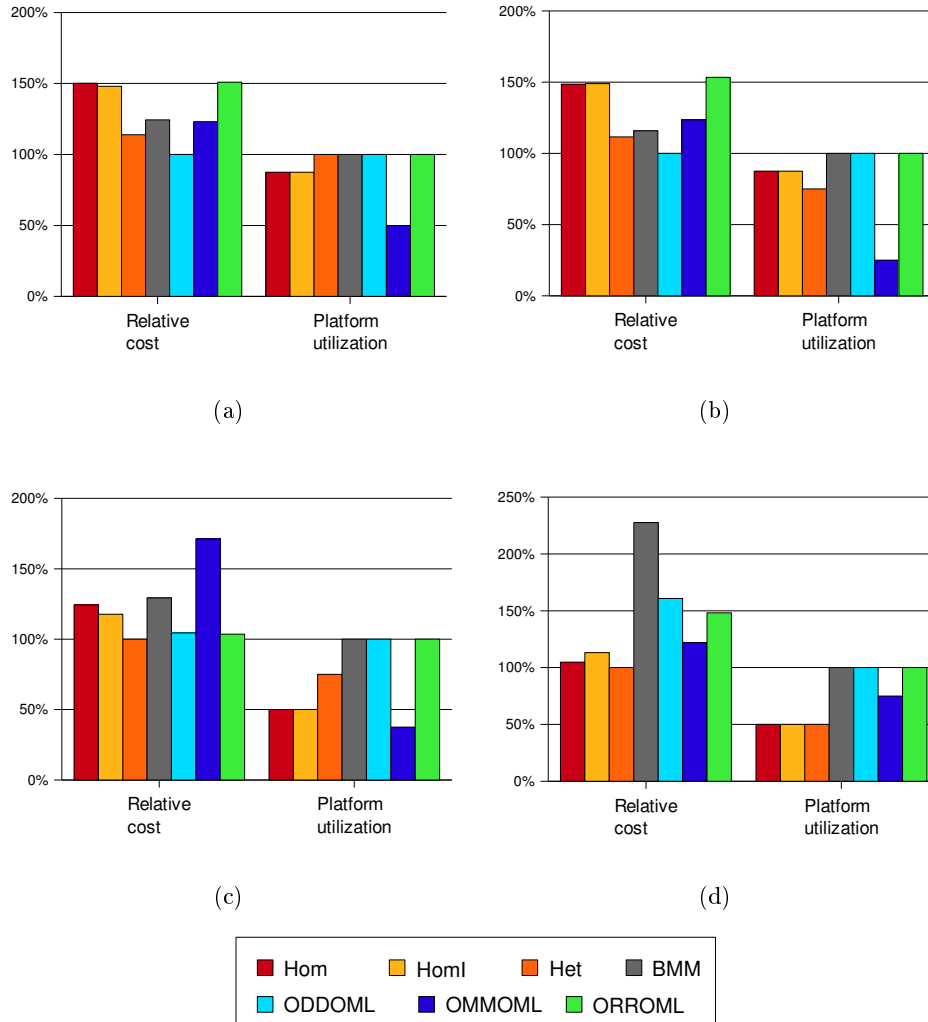 200%
150%
100%
50%
0%
Relative
cost
Platform
utilization
(a)
200%
150%
100%
50%
0%
Relative
cost
Platform
utilization
(b)
200%
150%
100%
50%
0%
Relative
cost
Platform
utilization
(c)
250%
200%
150%
100%
50%
0%
Relative
cost
Platform
utilization
(d)
Hom HomI Het BMM
ODDOML OMMOML ORROML